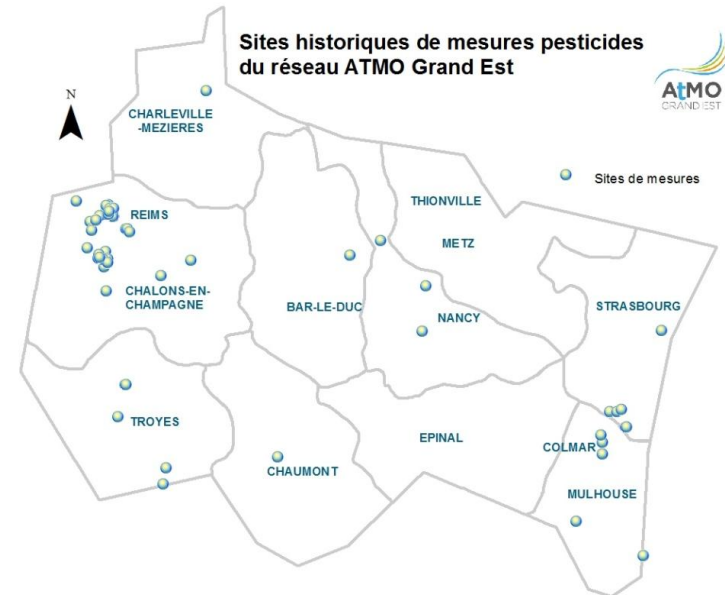 Sites historiques de mesures pesticides
du réseau ATMO Grand Est
AtMO
GRAND EST
N
CHARLEVILLE
-MEZIERES
Sites de mesures
THIONVILLE
REIMS
METZ
CHALONS-EN-
CHAMPAGNE
BAR-LE-DUC
NANCY
STRASBOURG
TROYES
EPINAL
COLMAR
CHAUMONT
MULHOUSE